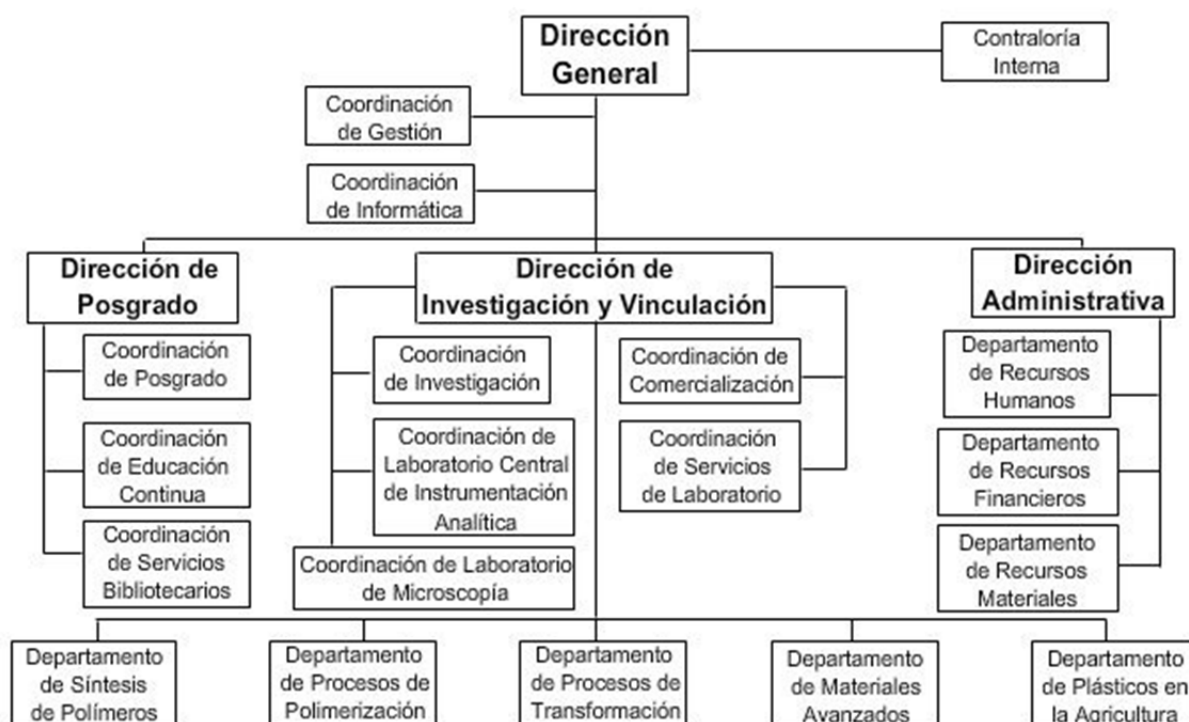 Dirección
General
Contraloría
Interna
Coordinación
de Gestión
Coordinación
de Informática
Dirección de
Posgrado
Dirección de
Investigación y Vinculación
Dirección
Administrativa
Coordinación
de Posgrado
Coordinación
de Educación
Continua
Coordinación
de Servicios
Bibliotecarios
Coordinación
de Investigación
Coordinación de
Laboratorio Central
de Instrumentación
Analítica
Coordinación de Laboratorio
de Microscopía
Coordinación de
Comercialización
Coordinación
de Servicios
de Laboratorio
Departamento
de Recursos
Humanos
Departamento
de Recursos
Financieros
Departamento
de Recursos
Materiales
Departamento
de Síntesis
de Polímeros
Departamento
de Procesos de
Polimerización
Departamento
de Procesos de
Transformación
Departamento
de Materiales
Avanzados
Departamento
de Plásticos en
la Agricultura